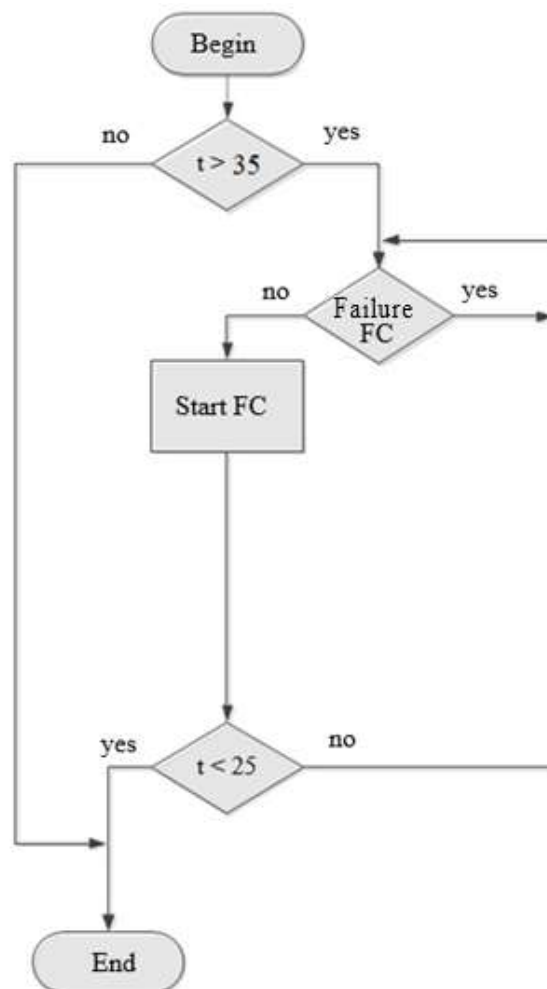 Begin
no
yes
t > 35
no
Failure
FC
yes
Start FC
yes
no
t < 25
End